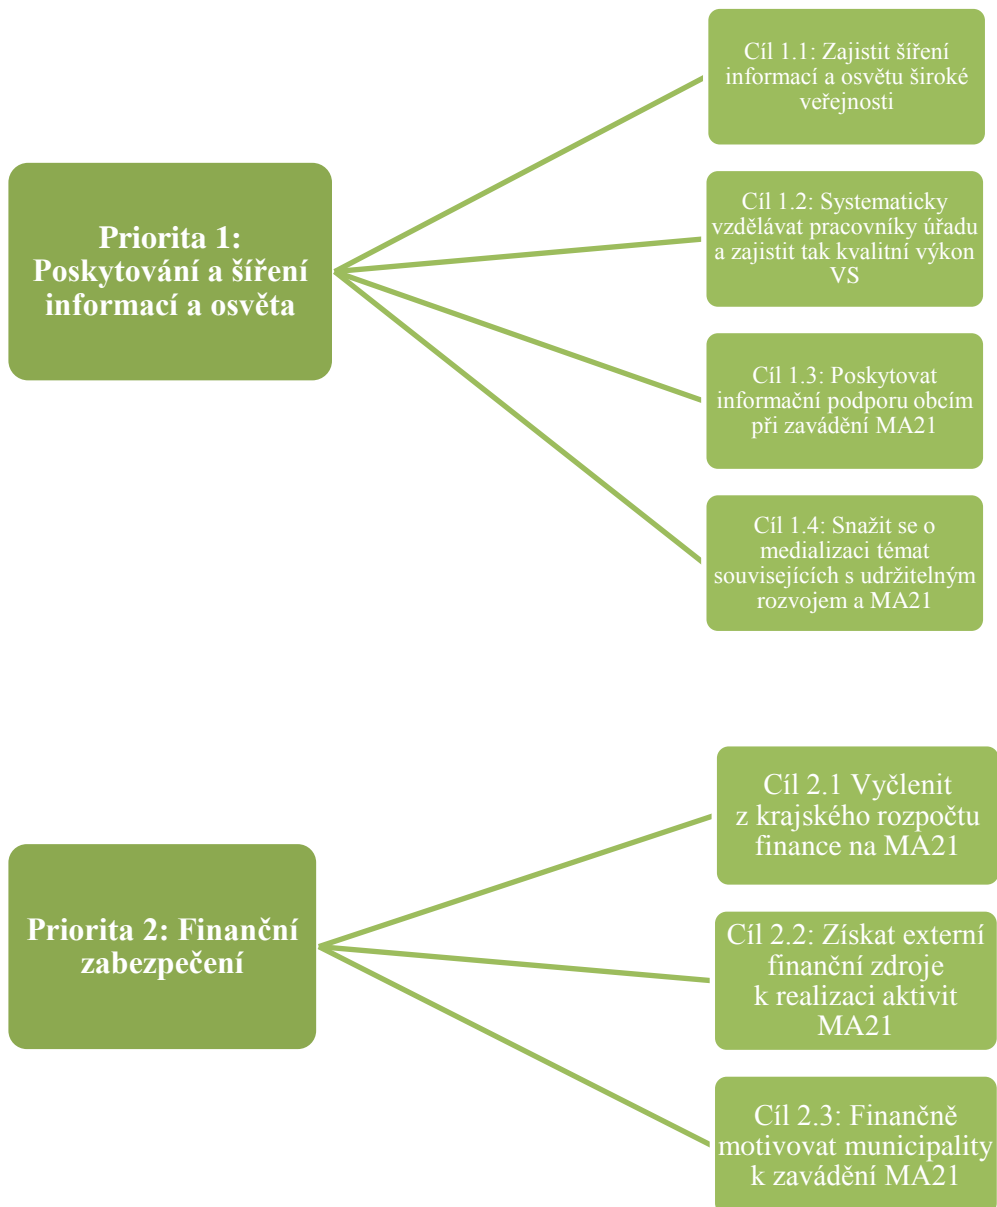 Priorita 1:
Poskytování a šíření
informací a osvěta
Cíl 1.1: Zajistit šíření
informací a osvětu široké
veřejnosti
Cíl 1.2: Systematicky
vzdělávat pracovníky úřadu
a zajistit tak kvalitní výkon
VS
Cíl 1.3: Poskytovat
informační podporu obcím
při zavádění MA21
Cíl 1.4: Snažit se o
medializaci témat
souvisejících s udržitelným
rozvojem a MA21
Priorita 2: Finanční
zabezpečení
Cíl 2.1 Vyčlenit
z krajského rozpočtu
finance na MA21
Cíl 2.2: Získat externí
finanční zdroje
k realizaci aktivit
MA21
Cíl 2.3: Finančně
motivovat municipality
k zavádění MA21